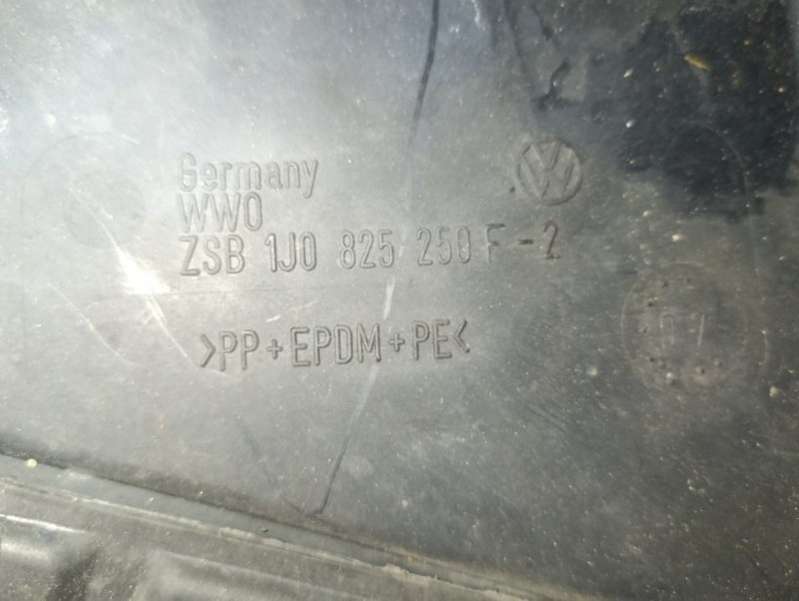 Germany
WWO
ZSB 1J0 825 250 F - 2
>PP+EPDM+PE<